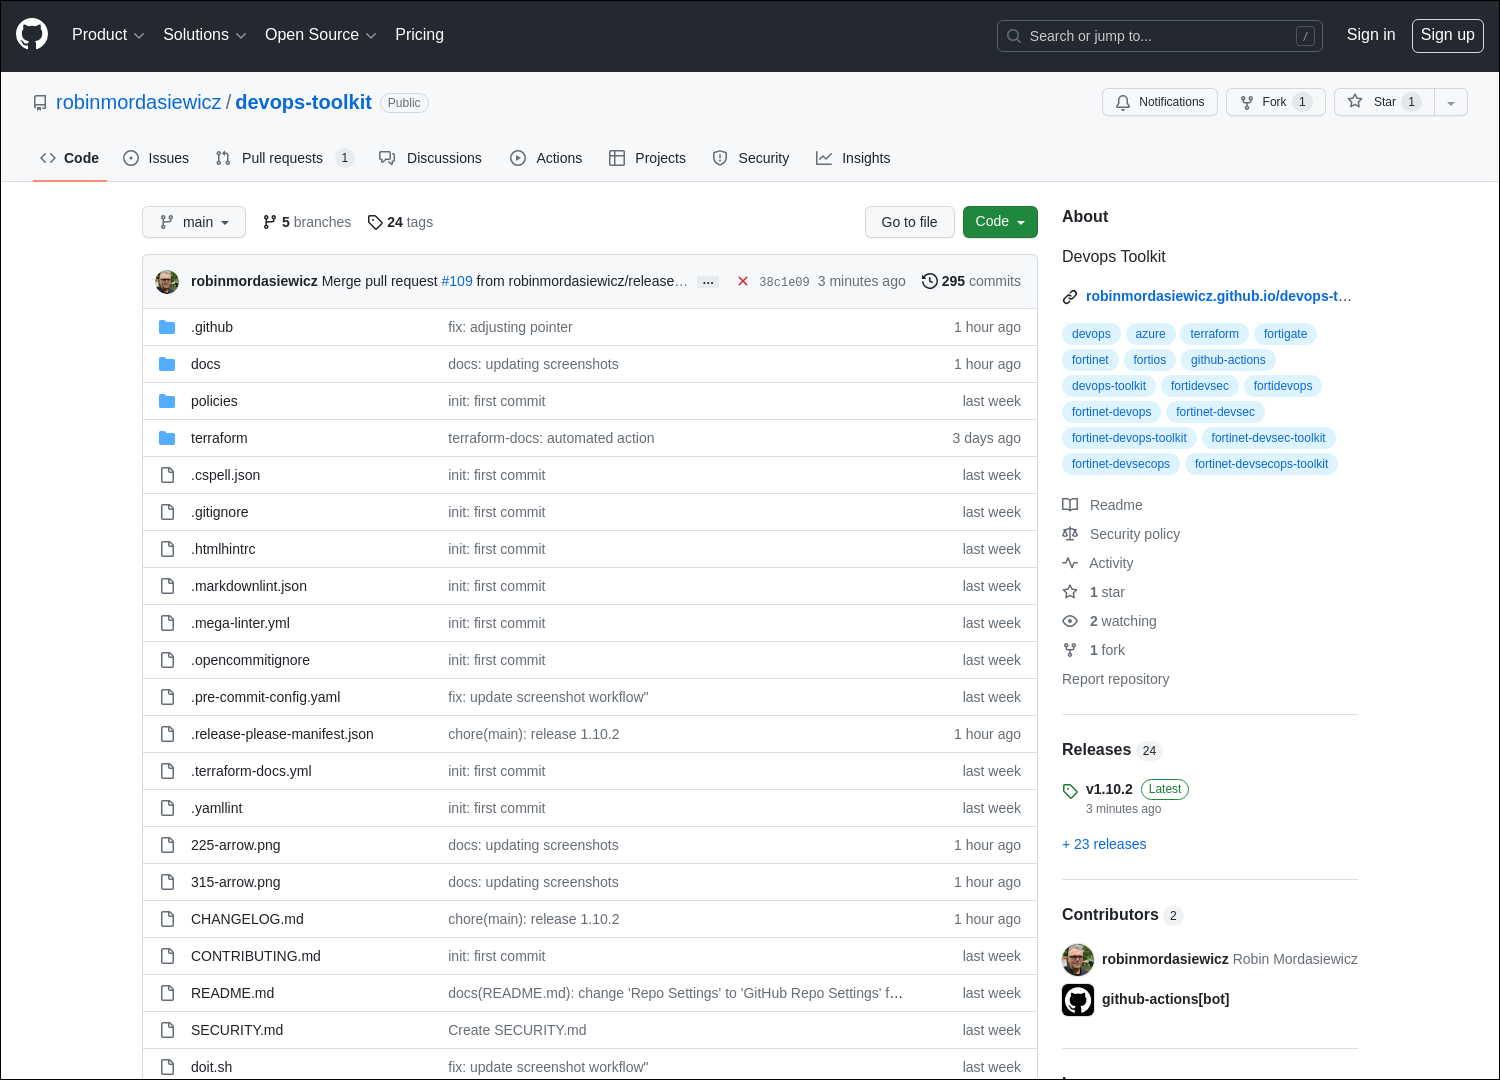 Product Solutions Open Source Pricing Search or jump to... / Sign in Sign up
robinmordasiewicz / devops-toolkit Public Notifications Fork 1 Star 1
Code Issues Pull requests 1 Discussions Actions Projects Security Insights
main 5 branches 24 tags Go to file Code
robinmordasiewicz Merge pull request #109 from robinmordasiewicz/release… … 38c1e09 3 minutes ago 295 commits
.github fix: adjusting pointer 1 hour ago
docs docs: updating screenshots 1 hour ago
policies init: first commit last week
terraform terraform-docs: automated action 3 days ago
.cspell.json init: first commit last week
.gitignore init: first commit last week
.htmlhintrc init: first commit last week
.markdownlint.json init: first commit last week
.mega-linter.yml init: first commit last week
.opencommitignore init: first commit last week
.pre-commit-config.yaml fix: update screenshot workflow" last week
.release-please-manifest.json chore(main): release 1.10.2 1 hour ago
.terraform-docs.yml init: first commit last week
.yamllint init: first commit last week
225-arrow.png docs: updating screenshots 1 hour ago
315-arrow.png docs: updating screenshots 1 hour ago
CHANGELOG.md chore(main): release 1.10.2 1 hour ago
CONTRIBUTING.md init: first commit last week
README.md docs(README.md): change 'Repo Settings' to 'GitHub Repo Settings' f… last week
SECURITY.md Create SECURITY.md last week
doit.sh fix: update screenshot workflow" last week
About
Devops Toolkit
robinmordasiewicz.github.io/devops-t…
devops azure terraform fortigate
fortinet fortios github-actions
devops-toolkit fortidevsec fortidevops
fortinet-devops fortinet-devsec
fortinet-devops-toolkit fortinet-devsec-toolkit
fortinet-devsecops fortinet-devsecops-toolkit
Readme
Security policy
Activity
1 star
2 watching
1 fork
Report repository
Releases 24
v1.10.2 Latest
3 minutes ago
+ 23 releases
Contributors 2
robinmordasiewicz Robin Mordasiewicz
github-actions[bot]